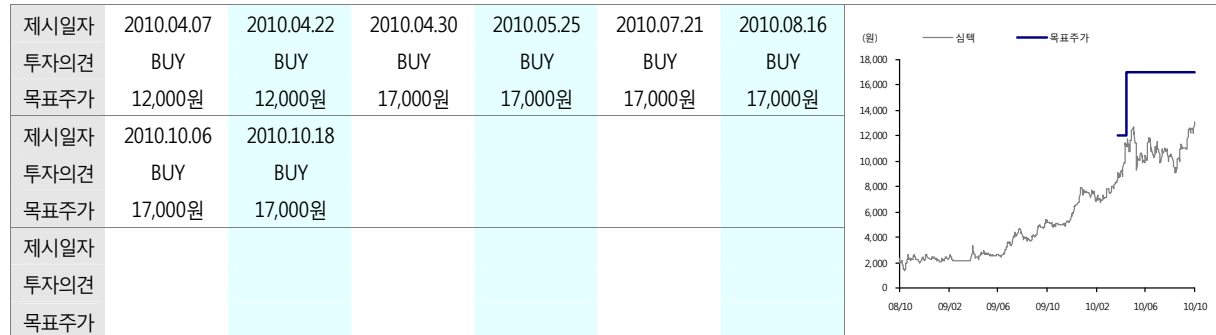 제시일자 2010.04.07 2010.04.22 2010.04.30 2010.05.25 2010.07.21 2010.08.16
투자의견 BUY BUY BUY BUY BUY BUY
목표주가 12,000원 12,000원 17,000원 17,000원 17,000원 17,000원
제시일자 2010.10.06 2010.10.18
투자의견 BUY BUY
목표주가 17,000원 17,000원
제시일자
투자의견
목표주가
(원) 심텍 목표주가
18,000
16,000
14,000
12,000
10,000
8,000
6,000
4,000
2,000
0
08/10 09/02 09/06 09/10 10/02 10/06 10/10